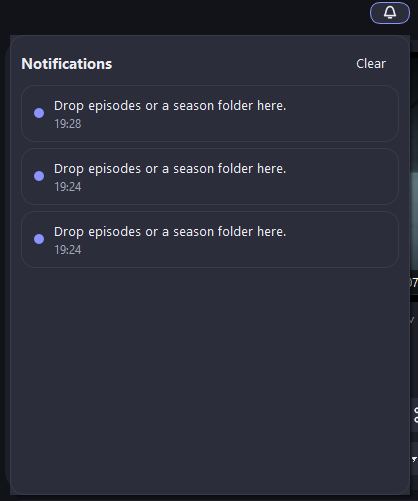 Notifications
Clear
Drop episodes or a season folder here.
19:28
Drop episodes or a season folder here.
19:24
Drop episodes or a season folder here.
19:24